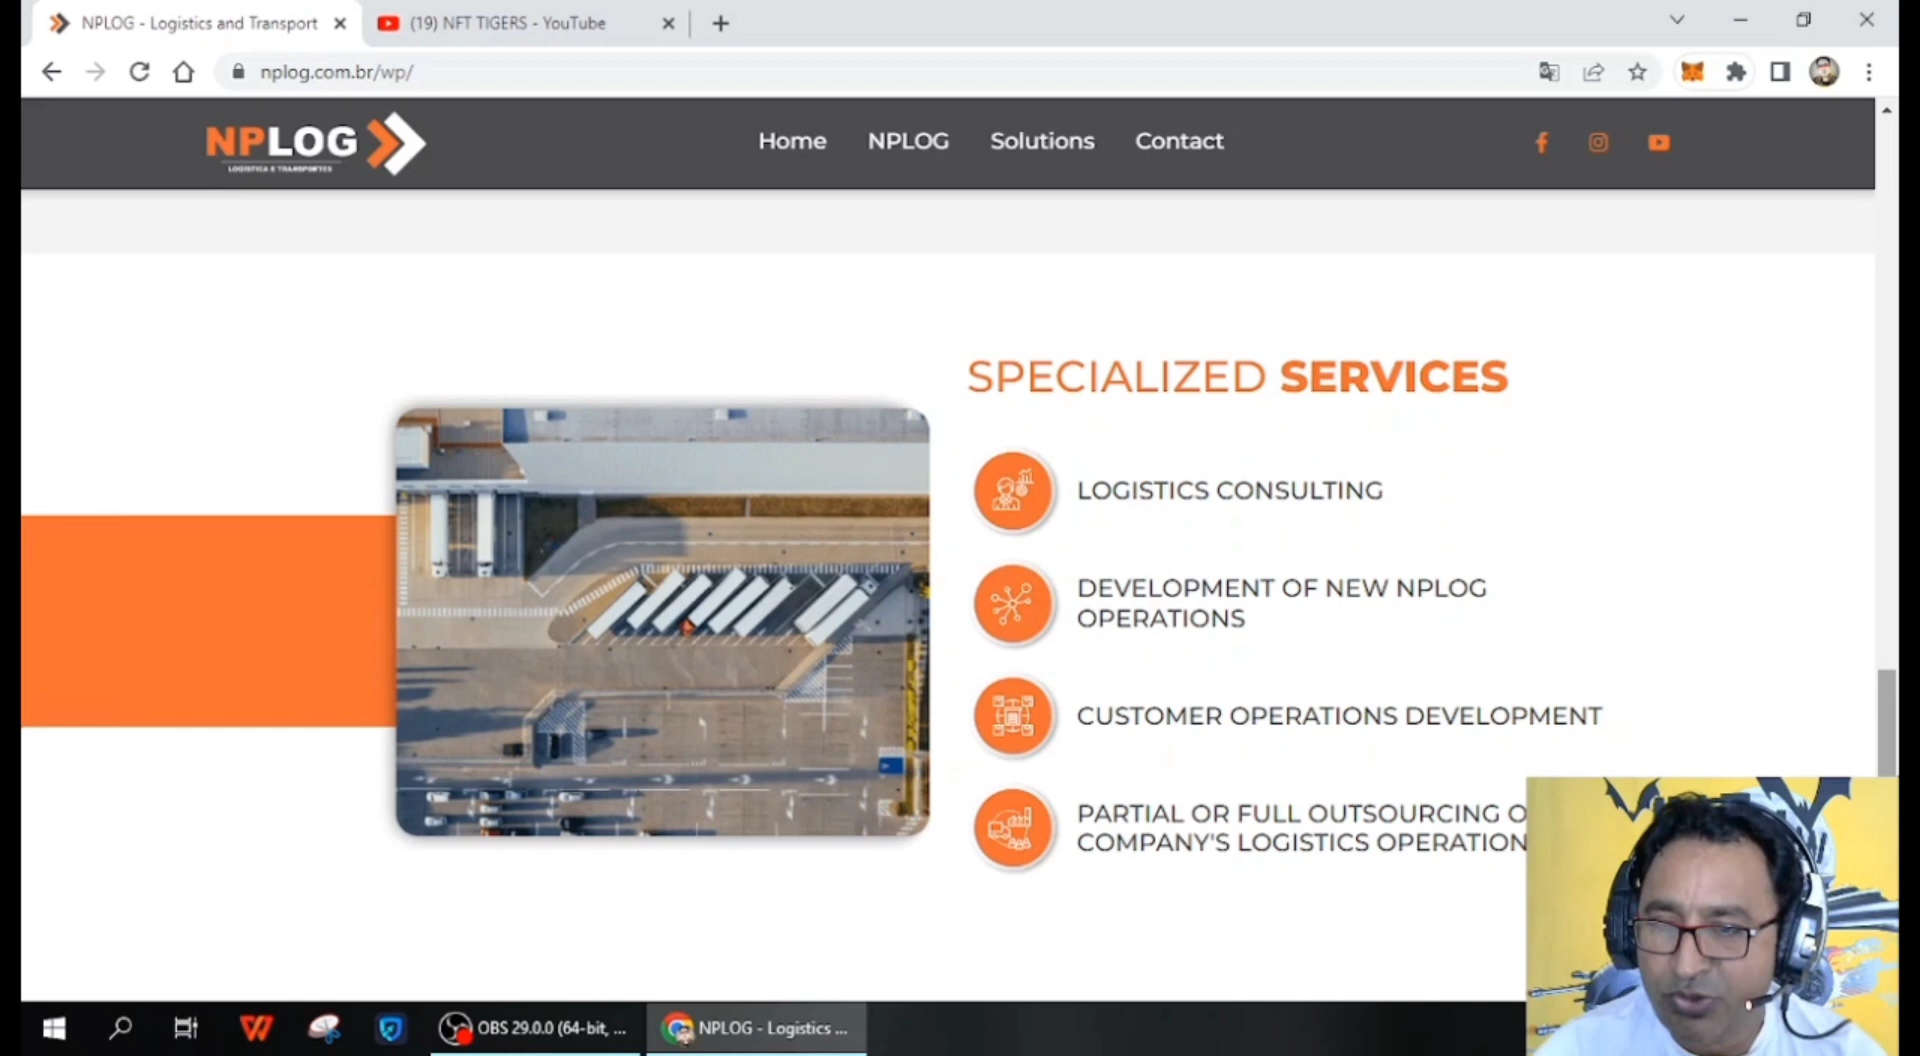 NPLOG - Logistics and Transport
(19) NFT TIGERS - YouTube
nplog.com.br/wp/
NPLOG
LOGÍSTICA E TRANSPORTES
Home
NPLOG
Solutions
Contact
SPECIALIZED SERVICES
LOGISTICS CONSULTING
DEVELOPMENT OF NEW NPLOG
OPERATIONS
CUSTOMER OPERATIONS DEVELOPMENT
PARTIAL OR FULL OUTSOURCING O
COMPANY'S LOGISTICS OPERATION
OBS 29.0.0 (64-bit, ...
NPLOG - Logistics ...